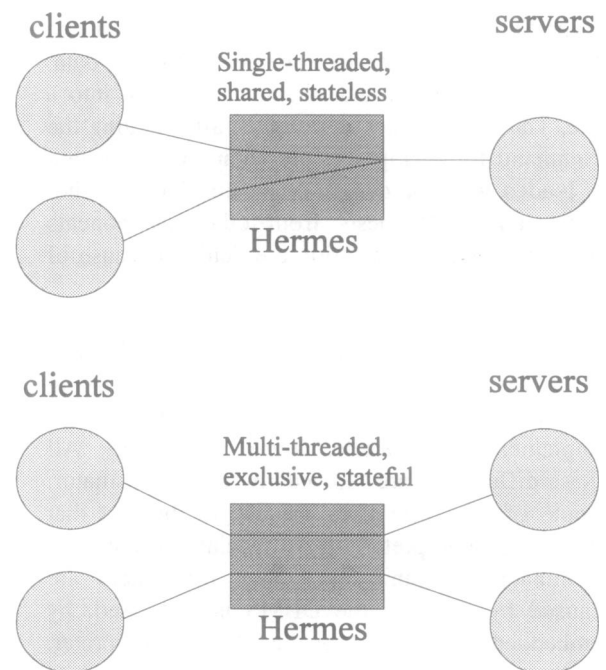 clients
servers
Single-threaded,
shared, stateless
Hermes
clients
servers
Multi-threaded,
exclusive, stateful
Hermes